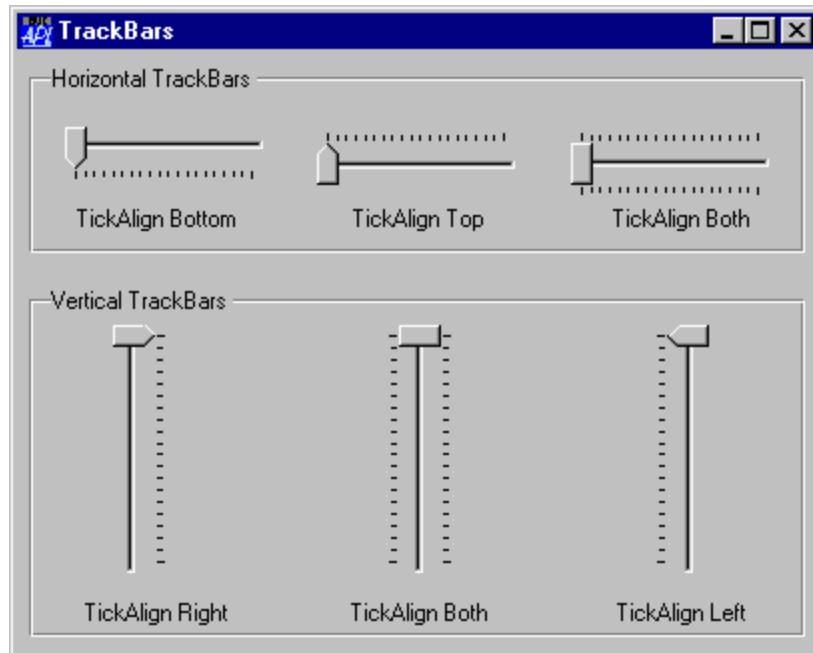 TrackBars
Horizontal TrackBars
TickAlign Bottom
TickAlign Top
TickAlign Both
Vertical TrackBars
TickAlign Right
TickAlign Both
TickAlign Left